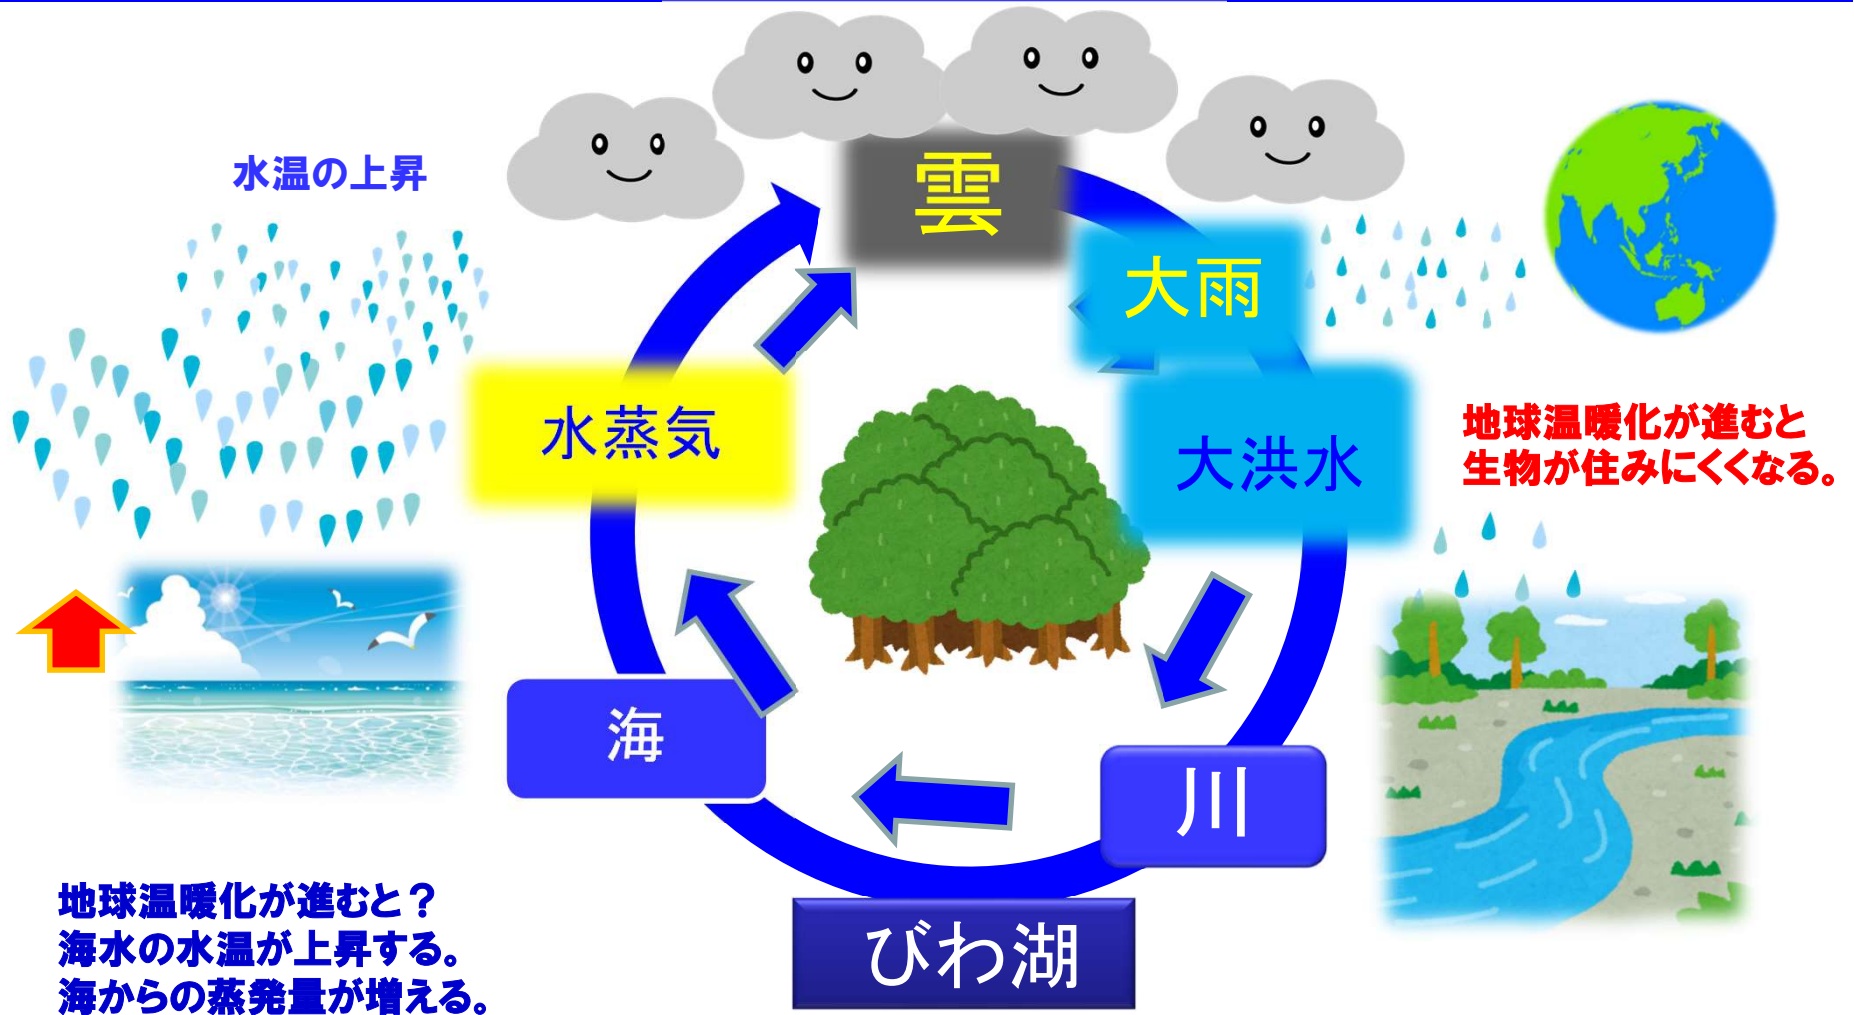 雲
水温の上昇
大雨
水蒸気
大洪水
地球温暖化が進むと
生物が住みにくくなる。
海
川
地球温暖化が進むと？
海水の水温が上昇する。
海からの蒸発量が増える。
びわ湖